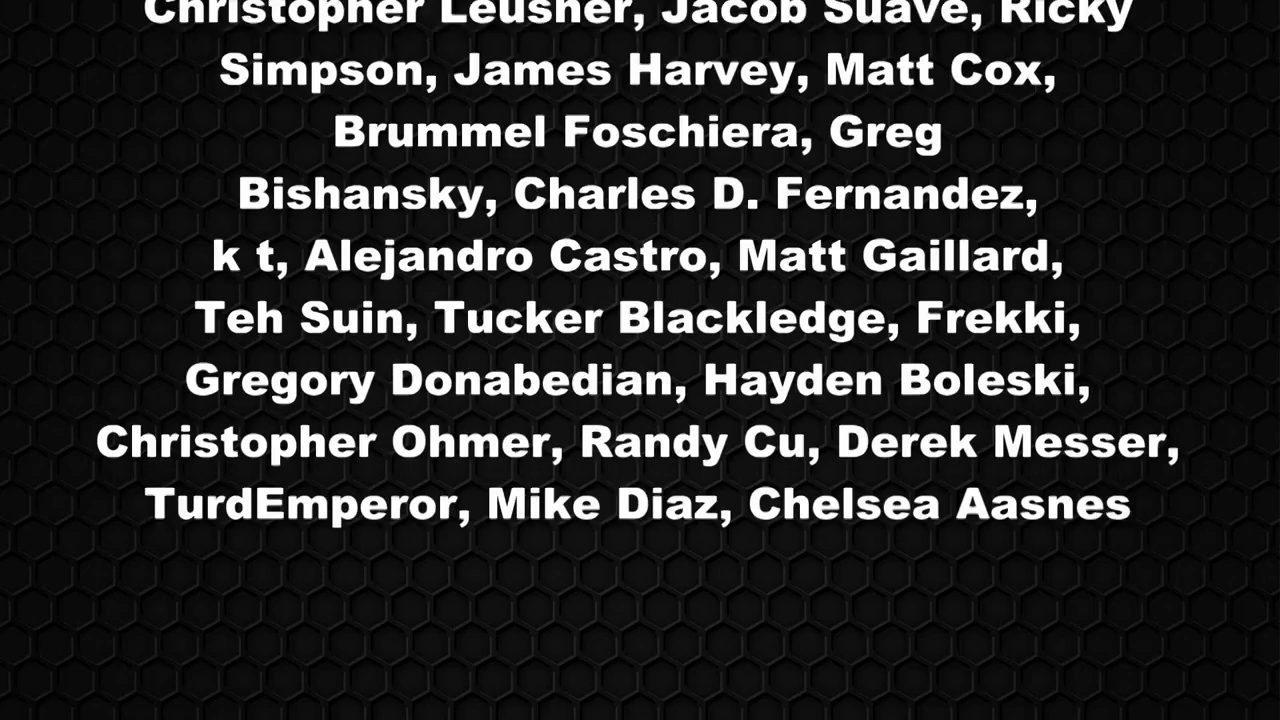 Christopher Leusner, Jacob Suave, Ricky
Simpson, James Harvey, Matt Cox,
Brummel Foschiera, Greg
Bishansky, Charles D. Fernandez,
k t, Alejandro Castro, Matt Gaillard,
Teh Suin, Tucker Blackledge, Frekki,
Gregory Donabedian, Hayden Boleski,
Christopher Ohmer, Randy Cu, Derek Messer,
TurdEmperor, Mike Diaz, Chelsea Aasnes